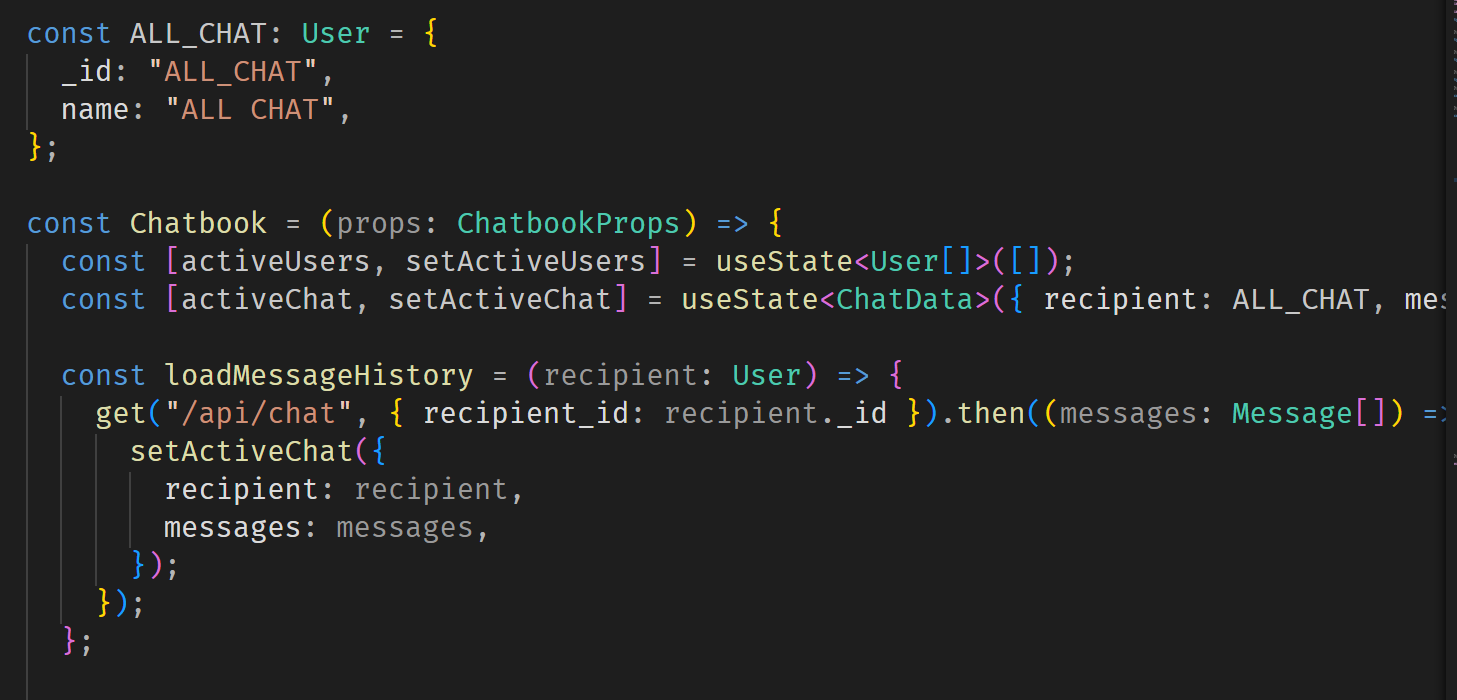 const ALL_CHAT: User = {
  _id: "ALL_CHAT",
  name: "ALL CHAT",
};
const Chatbook = (props: ChatbookProps) => {
  const [activeUsers, setActiveUsers] = useState<User[]>([]);
  const [activeChat, setActiveChat] = useState<ChatData>({ recipient: ALL_CHAT, mes
  const loadMessageHistory = (recipient: User) => {
    get("/api/chat", { recipient_id: recipient._id }).then((messages: Message[]) =>
      setActiveChat({
        recipient: recipient,
        messages: messages,
      });
    });
  };